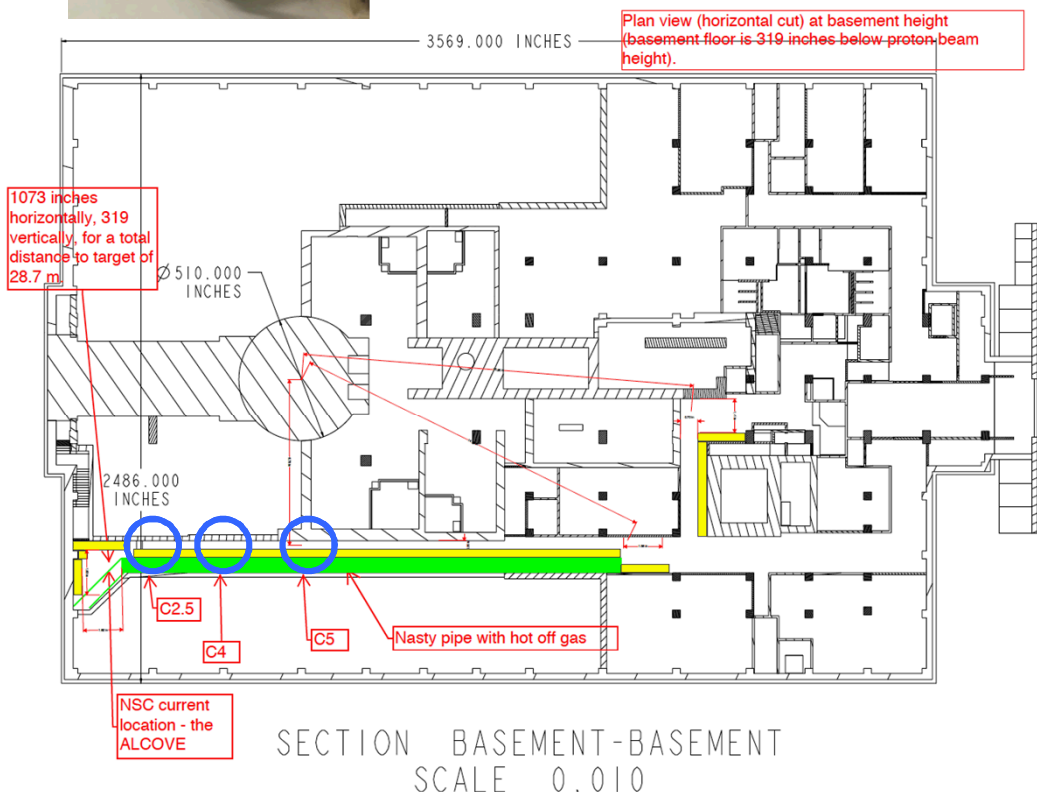 Plan view (horizontal cut) at basement height
(basement floor is 319 inches below proton beam
height).
3569.000 INCHES
1073 inches
horizontally, 319
vertically, for a total
distance to target of
28.7 m
Ø510.000
INCHES
2486.000
INCHES
C2.5
C4
C5
Nasty pipe with hot off gas
NSC current
location - the
ALCOVE
SECTION BASEMENT-BASEMENT
SCALE 0.010